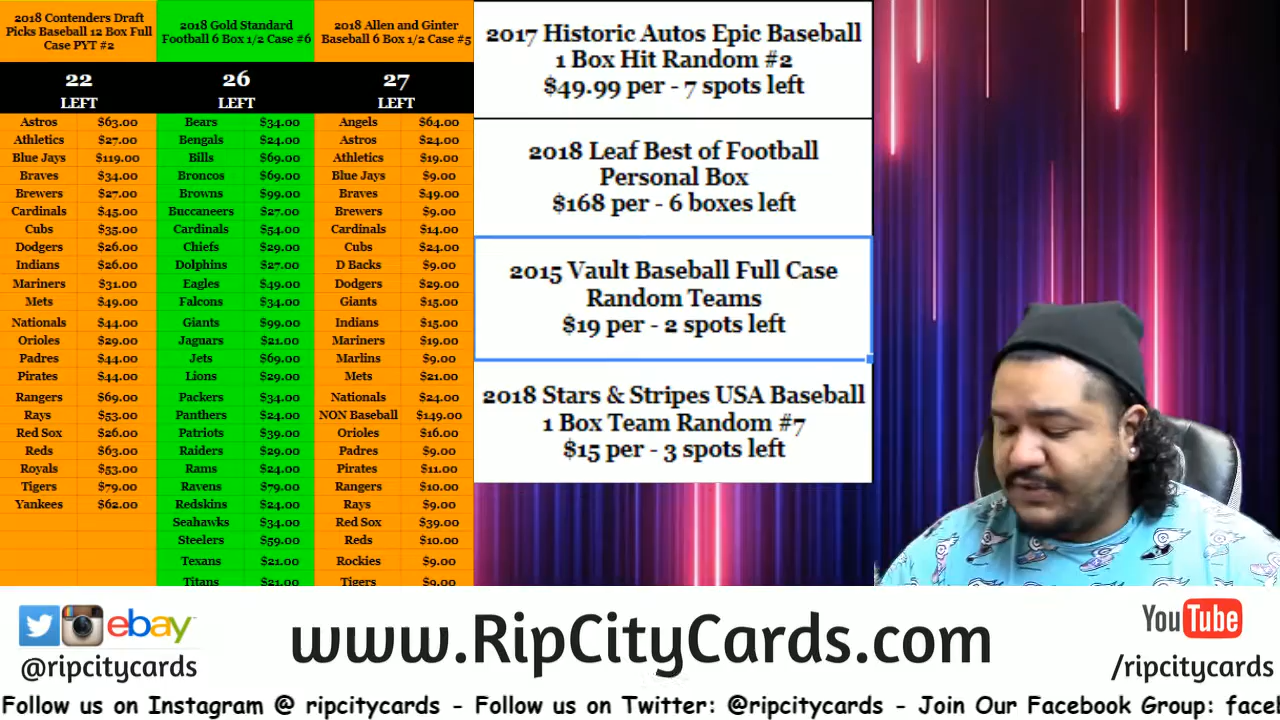 2018 Contenders Draft
Picks Baseball 12 Box Full
Case PYT #2
22
LEFT
Astros $63.00
Athletics $27.00
Blue Jays $119.00
Braves $34.00
Brewers $27.00
Cardinals $45.00
Cubs $35.00
Dodgers $26.00
Indians $26.00
Mariners $31.00
Mets $49.00
Nationals $44.00
Orioles $29.00
Padres $44.00
Pirates $44.00
Rangers $69.00
Rays $53.00
Red Sox $26.00
Reds $63.00
Royals $53.00
Tigers $79.00
Yankees $62.00
2018 Gold Standard
Football 6 Box 1/2 Case #6
26
LEFT
Bears $34.00
Bengals $24.00
Bills $69.00
Broncos $69.00
Browns $99.00
Buccaneers $27.00
Cardinals $54.00
Chiefs $29.00
Dolphins $27.00
Eagles $49.00
Falcons $34.00
Giants $99.00
Jaguars $21.00
Jets $69.00
Lions $29.00
Packers $34.00
Panthers $24.00
Patriots $39.00
Raiders $29.00
Rams $24.00
Ravens $79.00
Redskins $24.00
Seahawks $34.00
Steelers $59.00
Texans $21.00
Titans $21.00
2018 Allen and Ginter
Baseball 6 Box 1/2 Case #5
27
LEFT
Angels $64.00
Astros $24.00
Athletics $19.00
Blue Jays $9.00
Braves $49.00
Brewers $9.00
Cardinals $14.00
Cubs $24.00
D Backs $9.00
Dodgers $29.00
Giants $15.00
Indians $15.00
Mariners $19.00
Marlins $9.00
Mets $21.00
Nationals $24.00
NON Baseball $149.00
Orioles $16.00
Padres $9.00
Pirates $11.00
Rangers $10.00
Rays $9.00
Red Sox $39.00
Reds $10.00
Rockies $9.00
Tigers $9.00
2017 Historic Autos Epic Baseball
1 Box Hit Random #2
$49.99 per - 7 spots left
2018 Leaf Best of Football
Personal Box
$168 per - 6 boxes left
2015 Vault Baseball Full Case
Random Teams
$19 per - 2 spots left
2018 Stars & Stripes USA Baseball
1 Box Team Random #7
$15 per - 3 spots left
ebay
@ripcitycards
www.RipCityCards.com
YouTube
/ripcitycards
Follow us on Instagram @ ripcitycards - Follow us on Twitter: @ripcitycards - Join Our Facebook Group: face